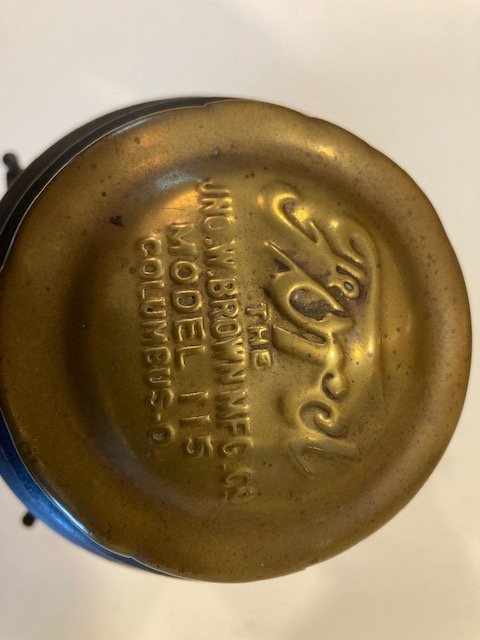 Ford
THE
JNO. W. BROWN MFG. Co.
MODEL 115
COLUMBUS-O.